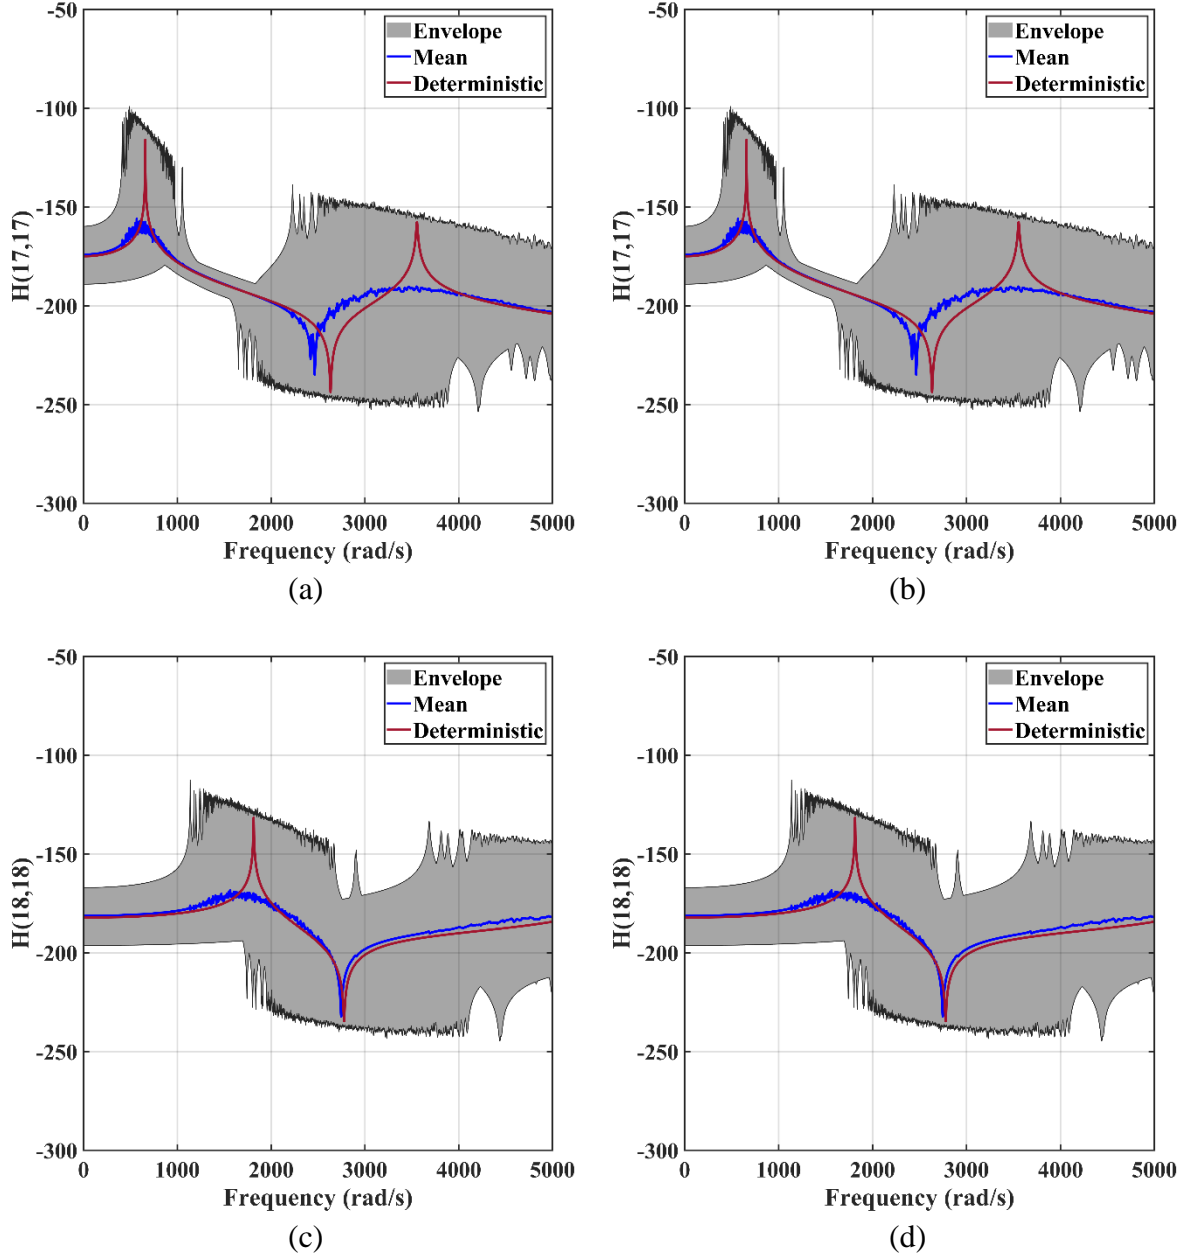 -50
-100
-150
-200
-250
-300
H(17,17)
Envelope
Mean
Deterministic
0 1000 2000 3000 4000 5000
Frequency (rad/s)
(a)
-50
-100
-150
-200
-250
-300
H(17,17)
Envelope
Mean
Deterministic
0 1000 2000 3000 4000 5000
Frequency (rad/s)
(b)
-50
-100
-150
-200
-250
-300
H(18,18)
Envelope
Mean
Deterministic
0 1000 2000 3000 4000 5000
Frequency (rad/s)
(c)
-50
-100
-150
-200
-250
-300
H(18,18)
Envelope
Mean
Deterministic
0 1000 2000 3000 4000 5000
Frequency (rad/s)
(d)